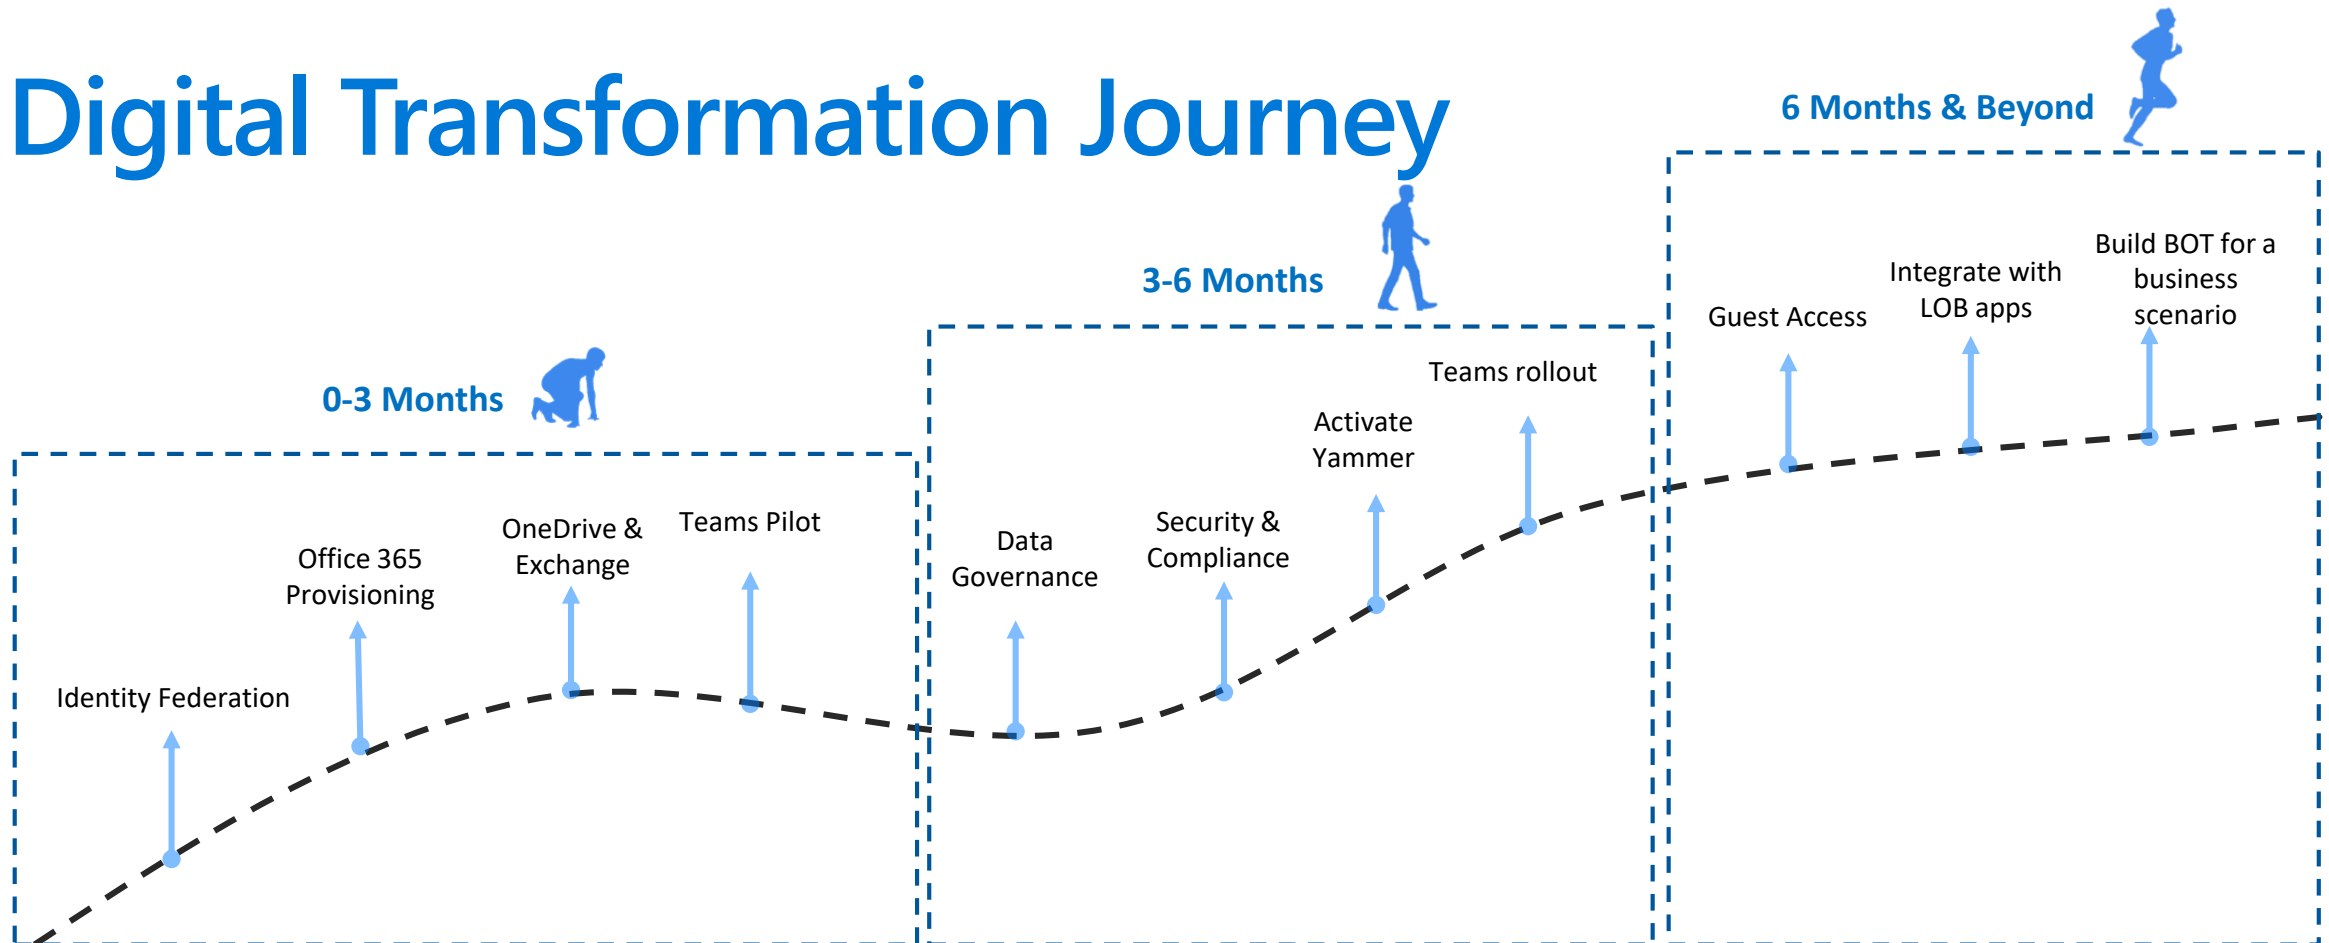 Digital Transformation Journey
0-3 Months
Identity Federation
Office 365
Provisioning
OneDrive &
Exchange
Teams Pilot
3-6 Months
Data
Governance
Security &
Compliance
Activate
Yammer
Teams rollout
6 Months & Beyond
Guest Access
Integrate with
LOB apps
Build BOT for a
business
scenario